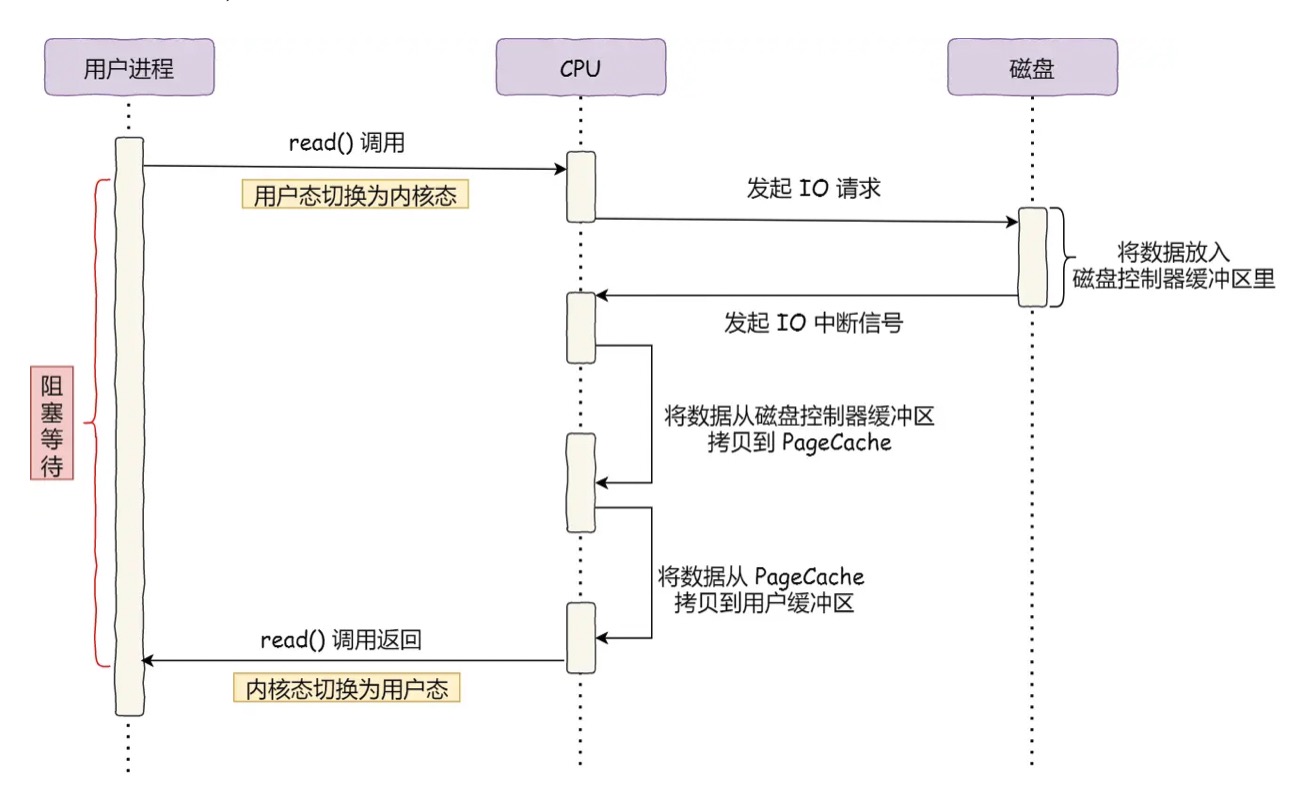 用户进程
CPU
磁盘
read() 调用
用户态切换为内核态
发起 IO 请求
将数据放入
磁盘控制器缓冲区里
发起 IO 中断信号
阻
塞
等
待
将数据从磁盘控制器缓冲区
拷贝到 PageCache
将数据从 PageCache
拷贝到用户缓冲区
read() 调用返回
内核态切换为用户态